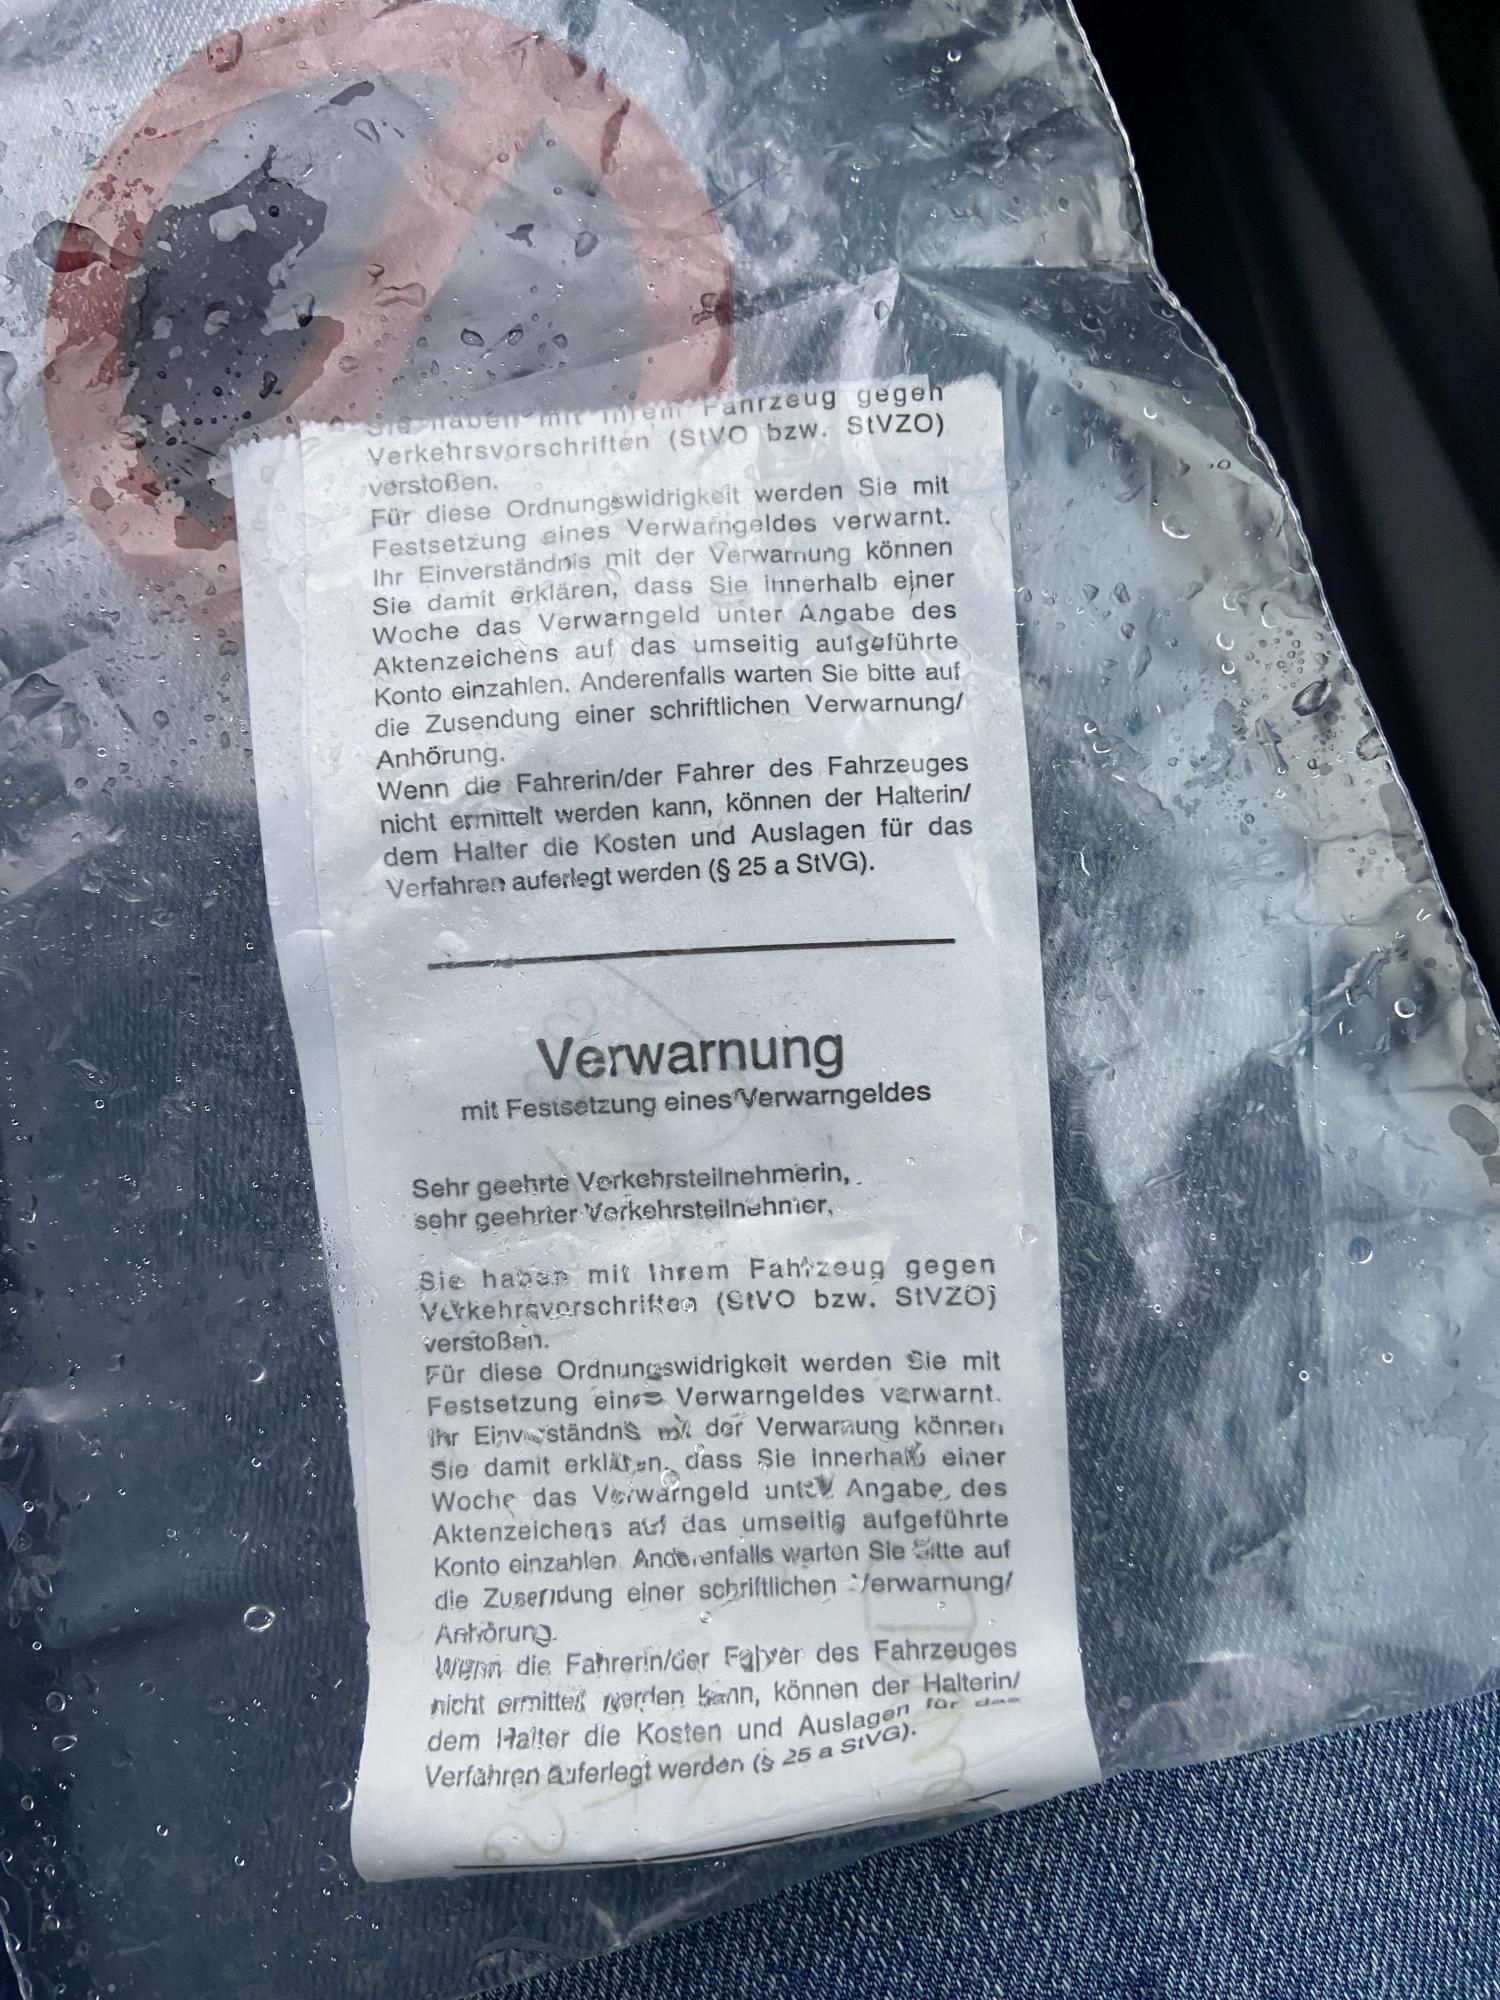 Sie haben mit Ihrem Fahrzeug gegen
Verkehrsvorschriften (StVO bzw. StVZO)
verstoßen.
Für diese Ordnungswidrigkeit werden Sie mit
Festsetzung eines Verwarngeldes verwarnt.
Ihr Einverständnis mit der Verwarnung können
Sie damit erklären, dass Sie innerhalb einer
Woche das Verwarngeld unter Angabe des
Aktenzeichens auf das umseitig aufgeführte
Konto einzahlen. Anderenfalls warten Sie bitte auf
die Zusendung einer schriftlichen Verwarnung/
Anhörung.
Wenn die Fahrerin/der Fahrer des Fahrzeuges
nicht ermittelt werden kann, können der Halterin/
dem Halter die Kosten und Auslagen für das
Verfahren auferlegt werden (§ 25 a StVG).
Verwarnung
mit Festsetzung eines Verwarngeldes
Sehr geehrte Verkehrsteilnehmerin,
sehr geehrter Verkehrsteilnehmer,
Sie haben mit Ihrem Fahrzeug gegen
Verkehrsvorschriften (StVO bzw. StVZO)
verstoßen.
Für diese Ordnungswidrigkeit werden Sie mit
Festsetzung eines Verwarngeldes verwarnt.
Ihr Einverständnis mit der Verwarnung können
Sie damit erklären, dass Sie innerhalb einer
Woche das Verwarngeld unter Angabe des
Aktenzeichens auf das umseitig aufgeführte
Konto einzahlen. Anderenfalls warten Sie bitte auf
die Zusendung einer schriftlichen Verwarnung/
Anhörung.
Wenn die Fahrerin/der Fahrer des Fahrzeuges
nicht ermittelt werden kann, können der Halterin/
dem Halter die Kosten und Auslagen für das
Verfahren auferlegt werden (§ 25 a StVG).